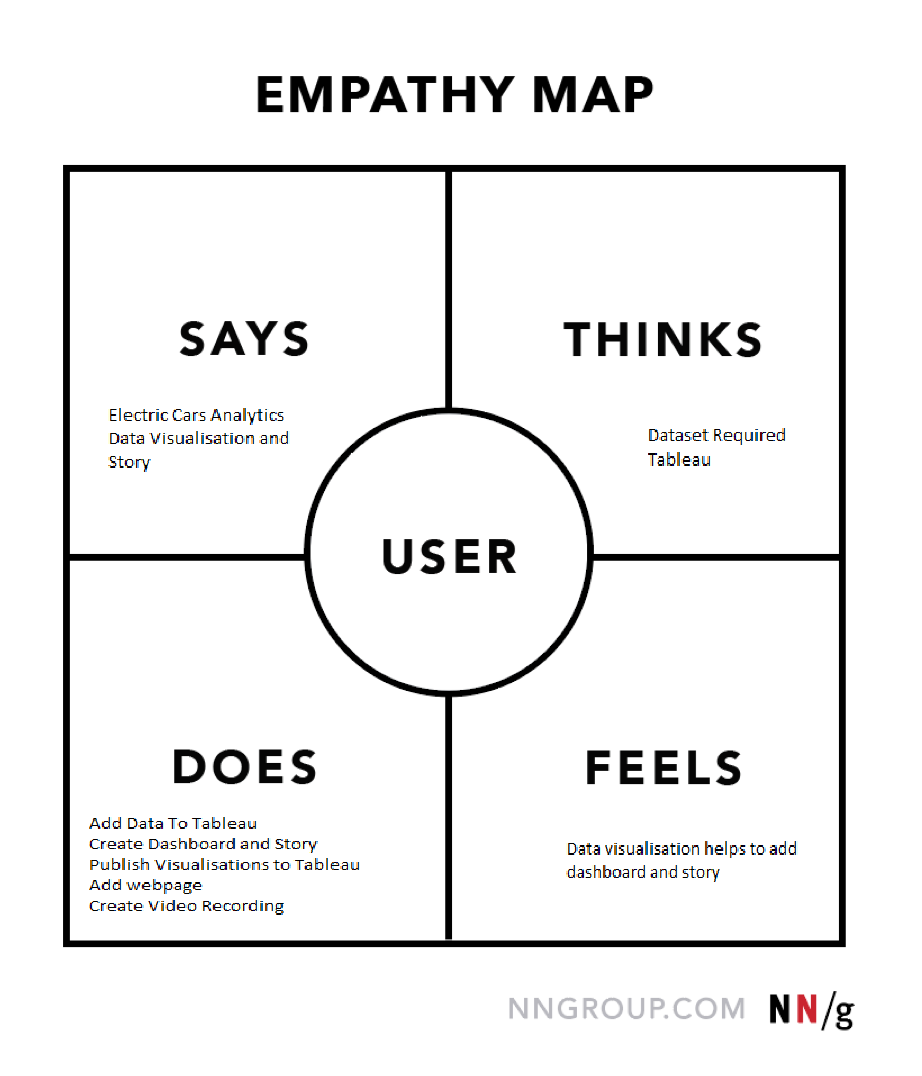 EMPATHY MAP
SAYS
Electric Cars Analytics
Data Visualisation and
Story
THINKS
Dataset Required
Tableau
USER
DOES
Add Data To Tableau
Create Dashboard and Story
Publish Visualisations to Tableau
Add webpage
Create Video Recording
FEELS
Data visualisation helps to add
dashboard and story
NNGROUP.COM NN/g